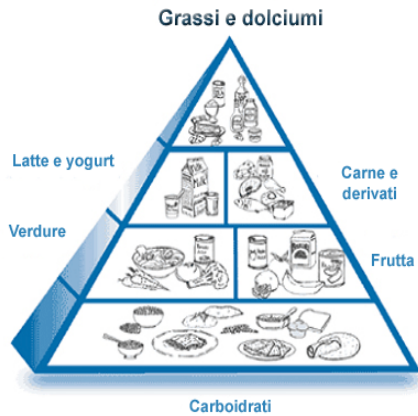 Grassi e dolciumi
Latte e yogurt
Carne e
derivati
Verdure
Frutta
Carboidrati